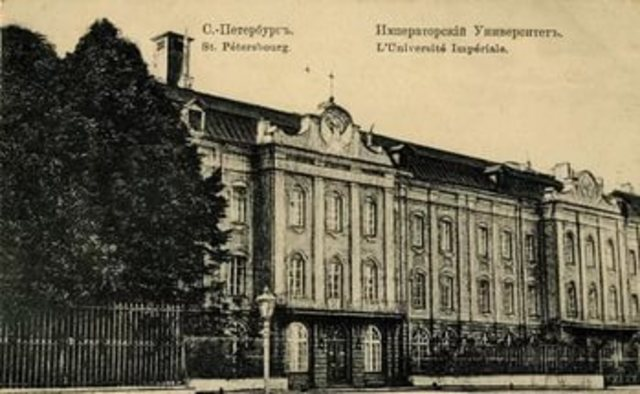 С.-Петербургъ.
St. Pétersbourg.
Императорскій Университетъ.
L'Université Impériale.